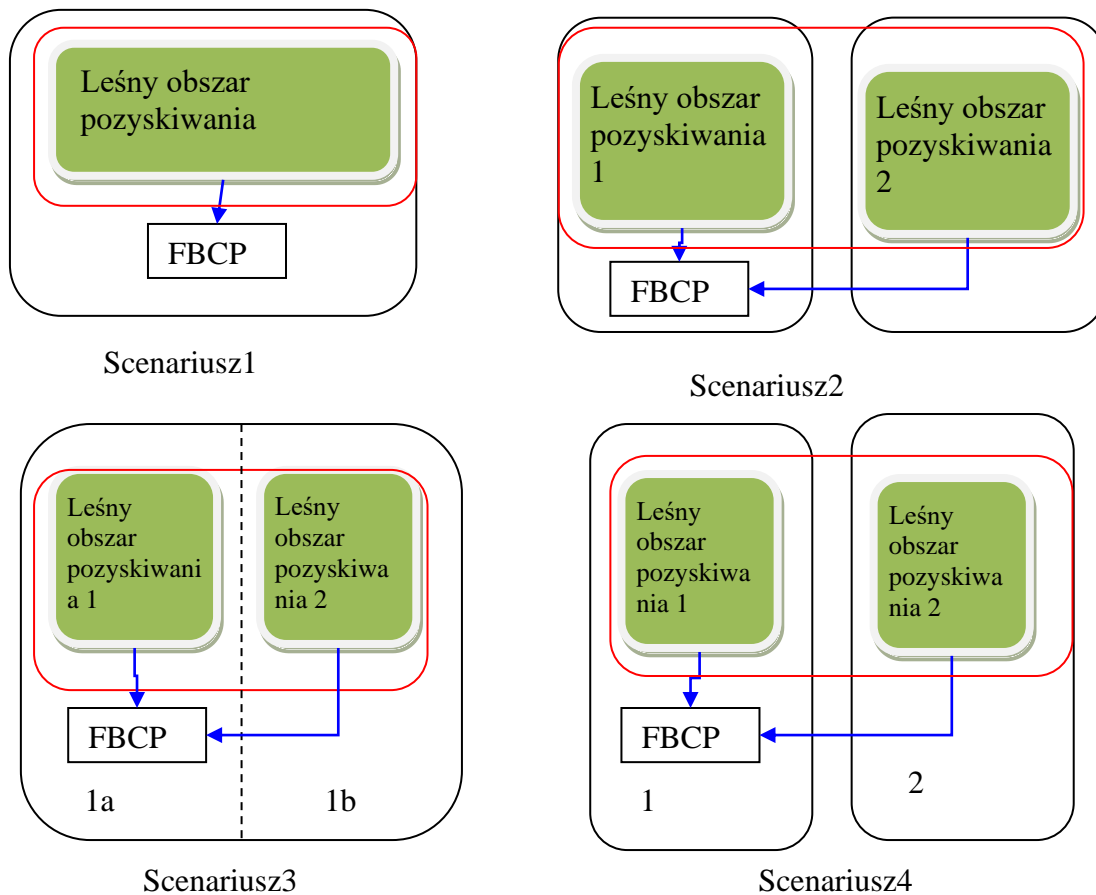 Leśny obszar
pozyskiwania
FBCP
Scenariusz1
Leśny obszar
pozyskiwania
1
Leśny obszar
pozyskiwania
2
FBCP
Scenariusz2
Leśny
obszar
pozyskiwani
a 1
Leśny
obszar
pozyskiwa
nia 2
FBCP
1a
1b
Scenariusz3
Leśny
obszar
pozyskiwa
nia 1
Leśny
obszar
pozyskiwa
nia 2
FBCP
1
2
Scenariusz4